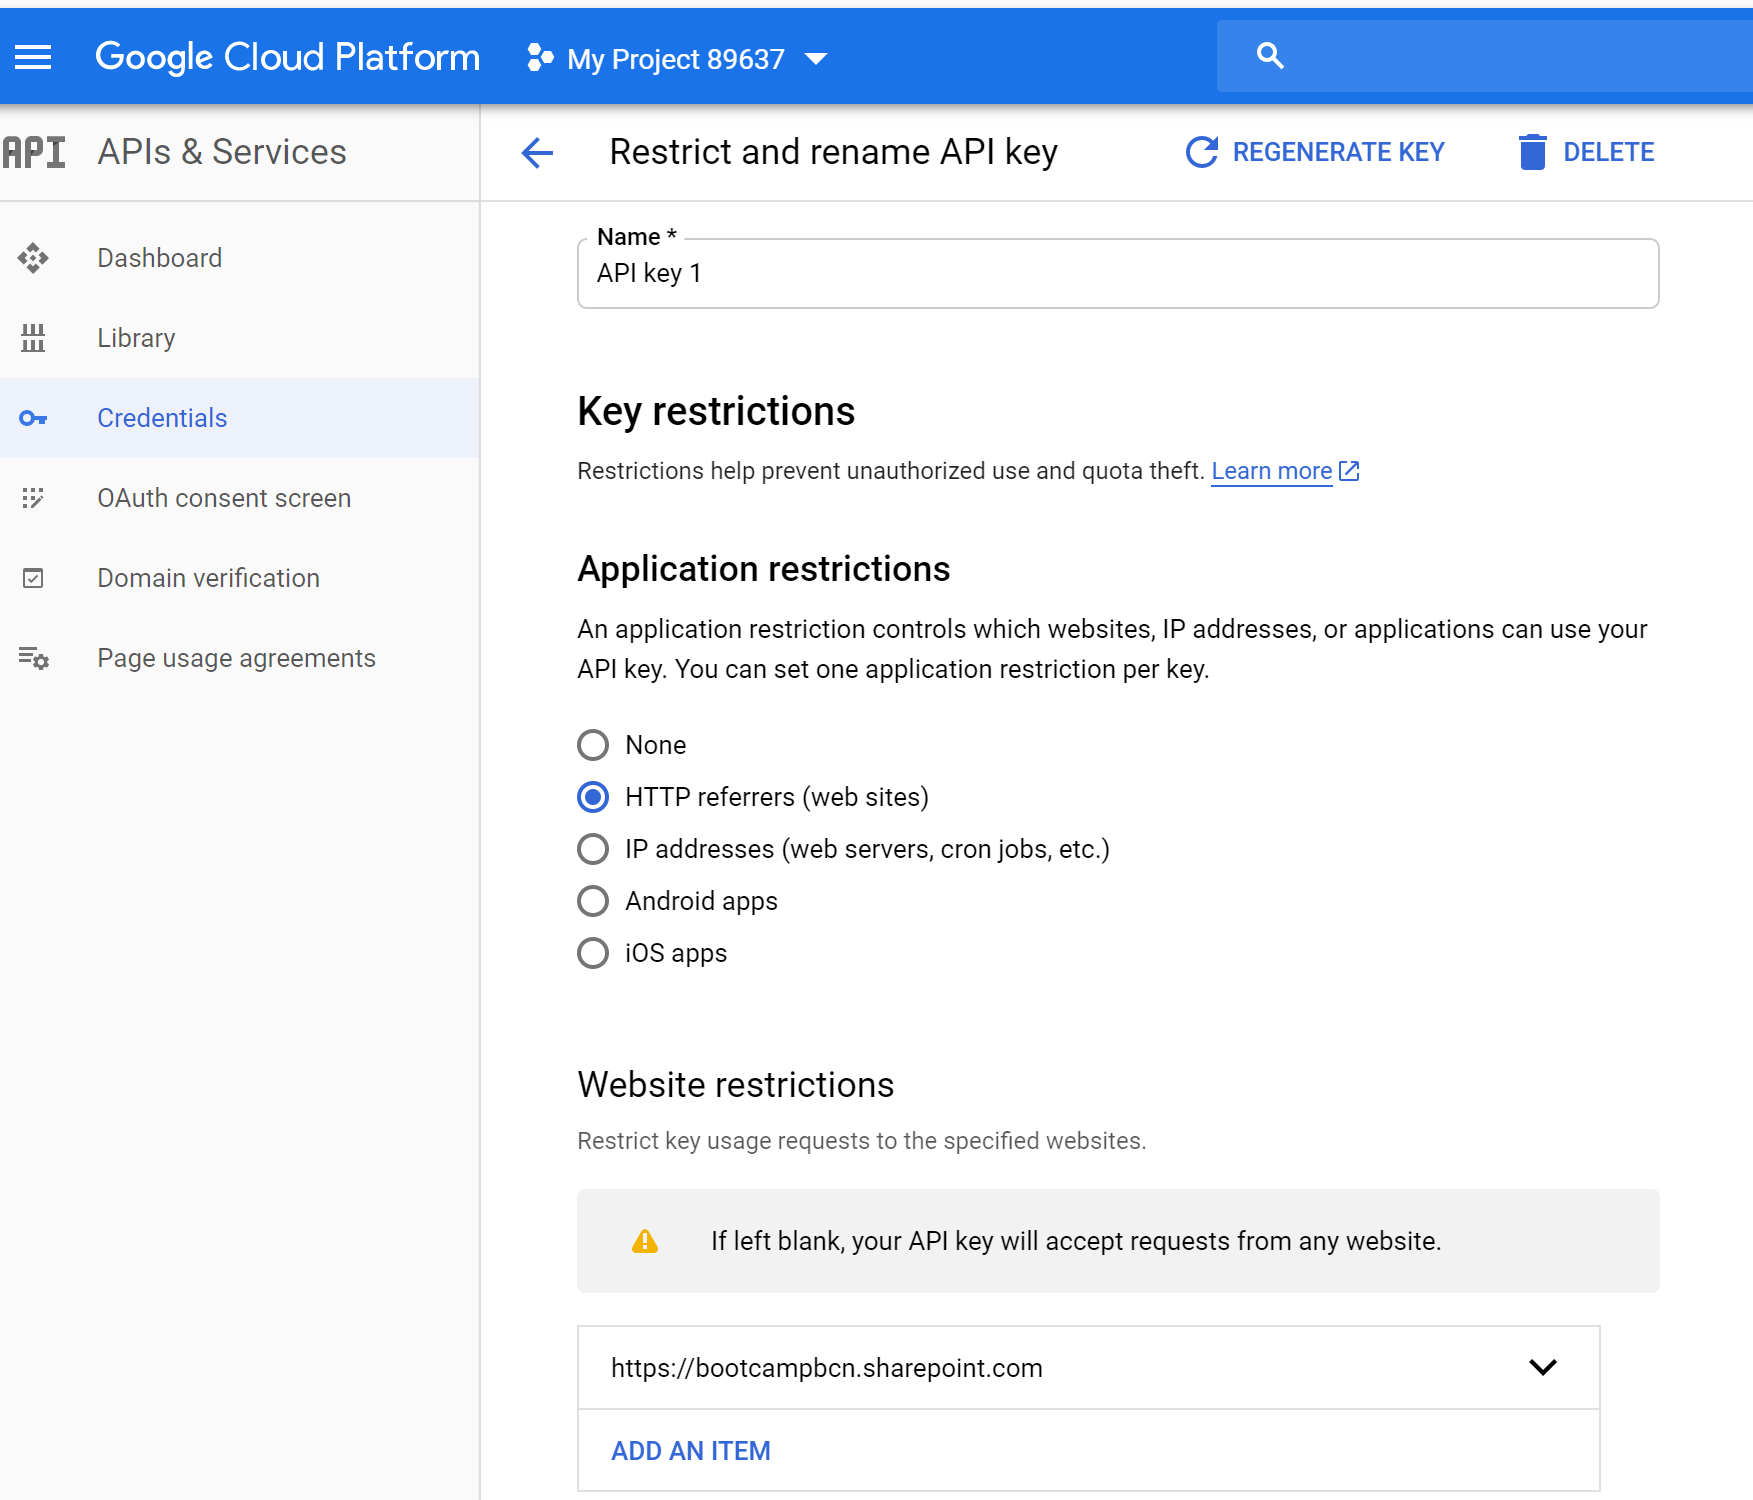 Google Cloud Platform
My Project 89637
API
APIs & Services
Restrict and rename API key
REGENERATE KEY
DELETE
Dashboard
Library
Credentials
OAuth consent screen
Domain verification
Page usage agreements
Name *
API key 1
Key restrictions
Restrictions help prevent unauthorized use and quota theft. Learn more
Application restrictions
An application restriction controls which websites, IP addresses, or applications can use your
API key. You can set one application restriction per key.
None
HTTP referrers (web sites)
IP addresses (web servers, cron jobs, etc.)
Android apps
iOS apps
Website restrictions
Restrict key usage requests to the specified websites.
If left blank, your API key will accept requests from any website.
https://bootcampbcn.sharepoint.com
ADD AN ITEM